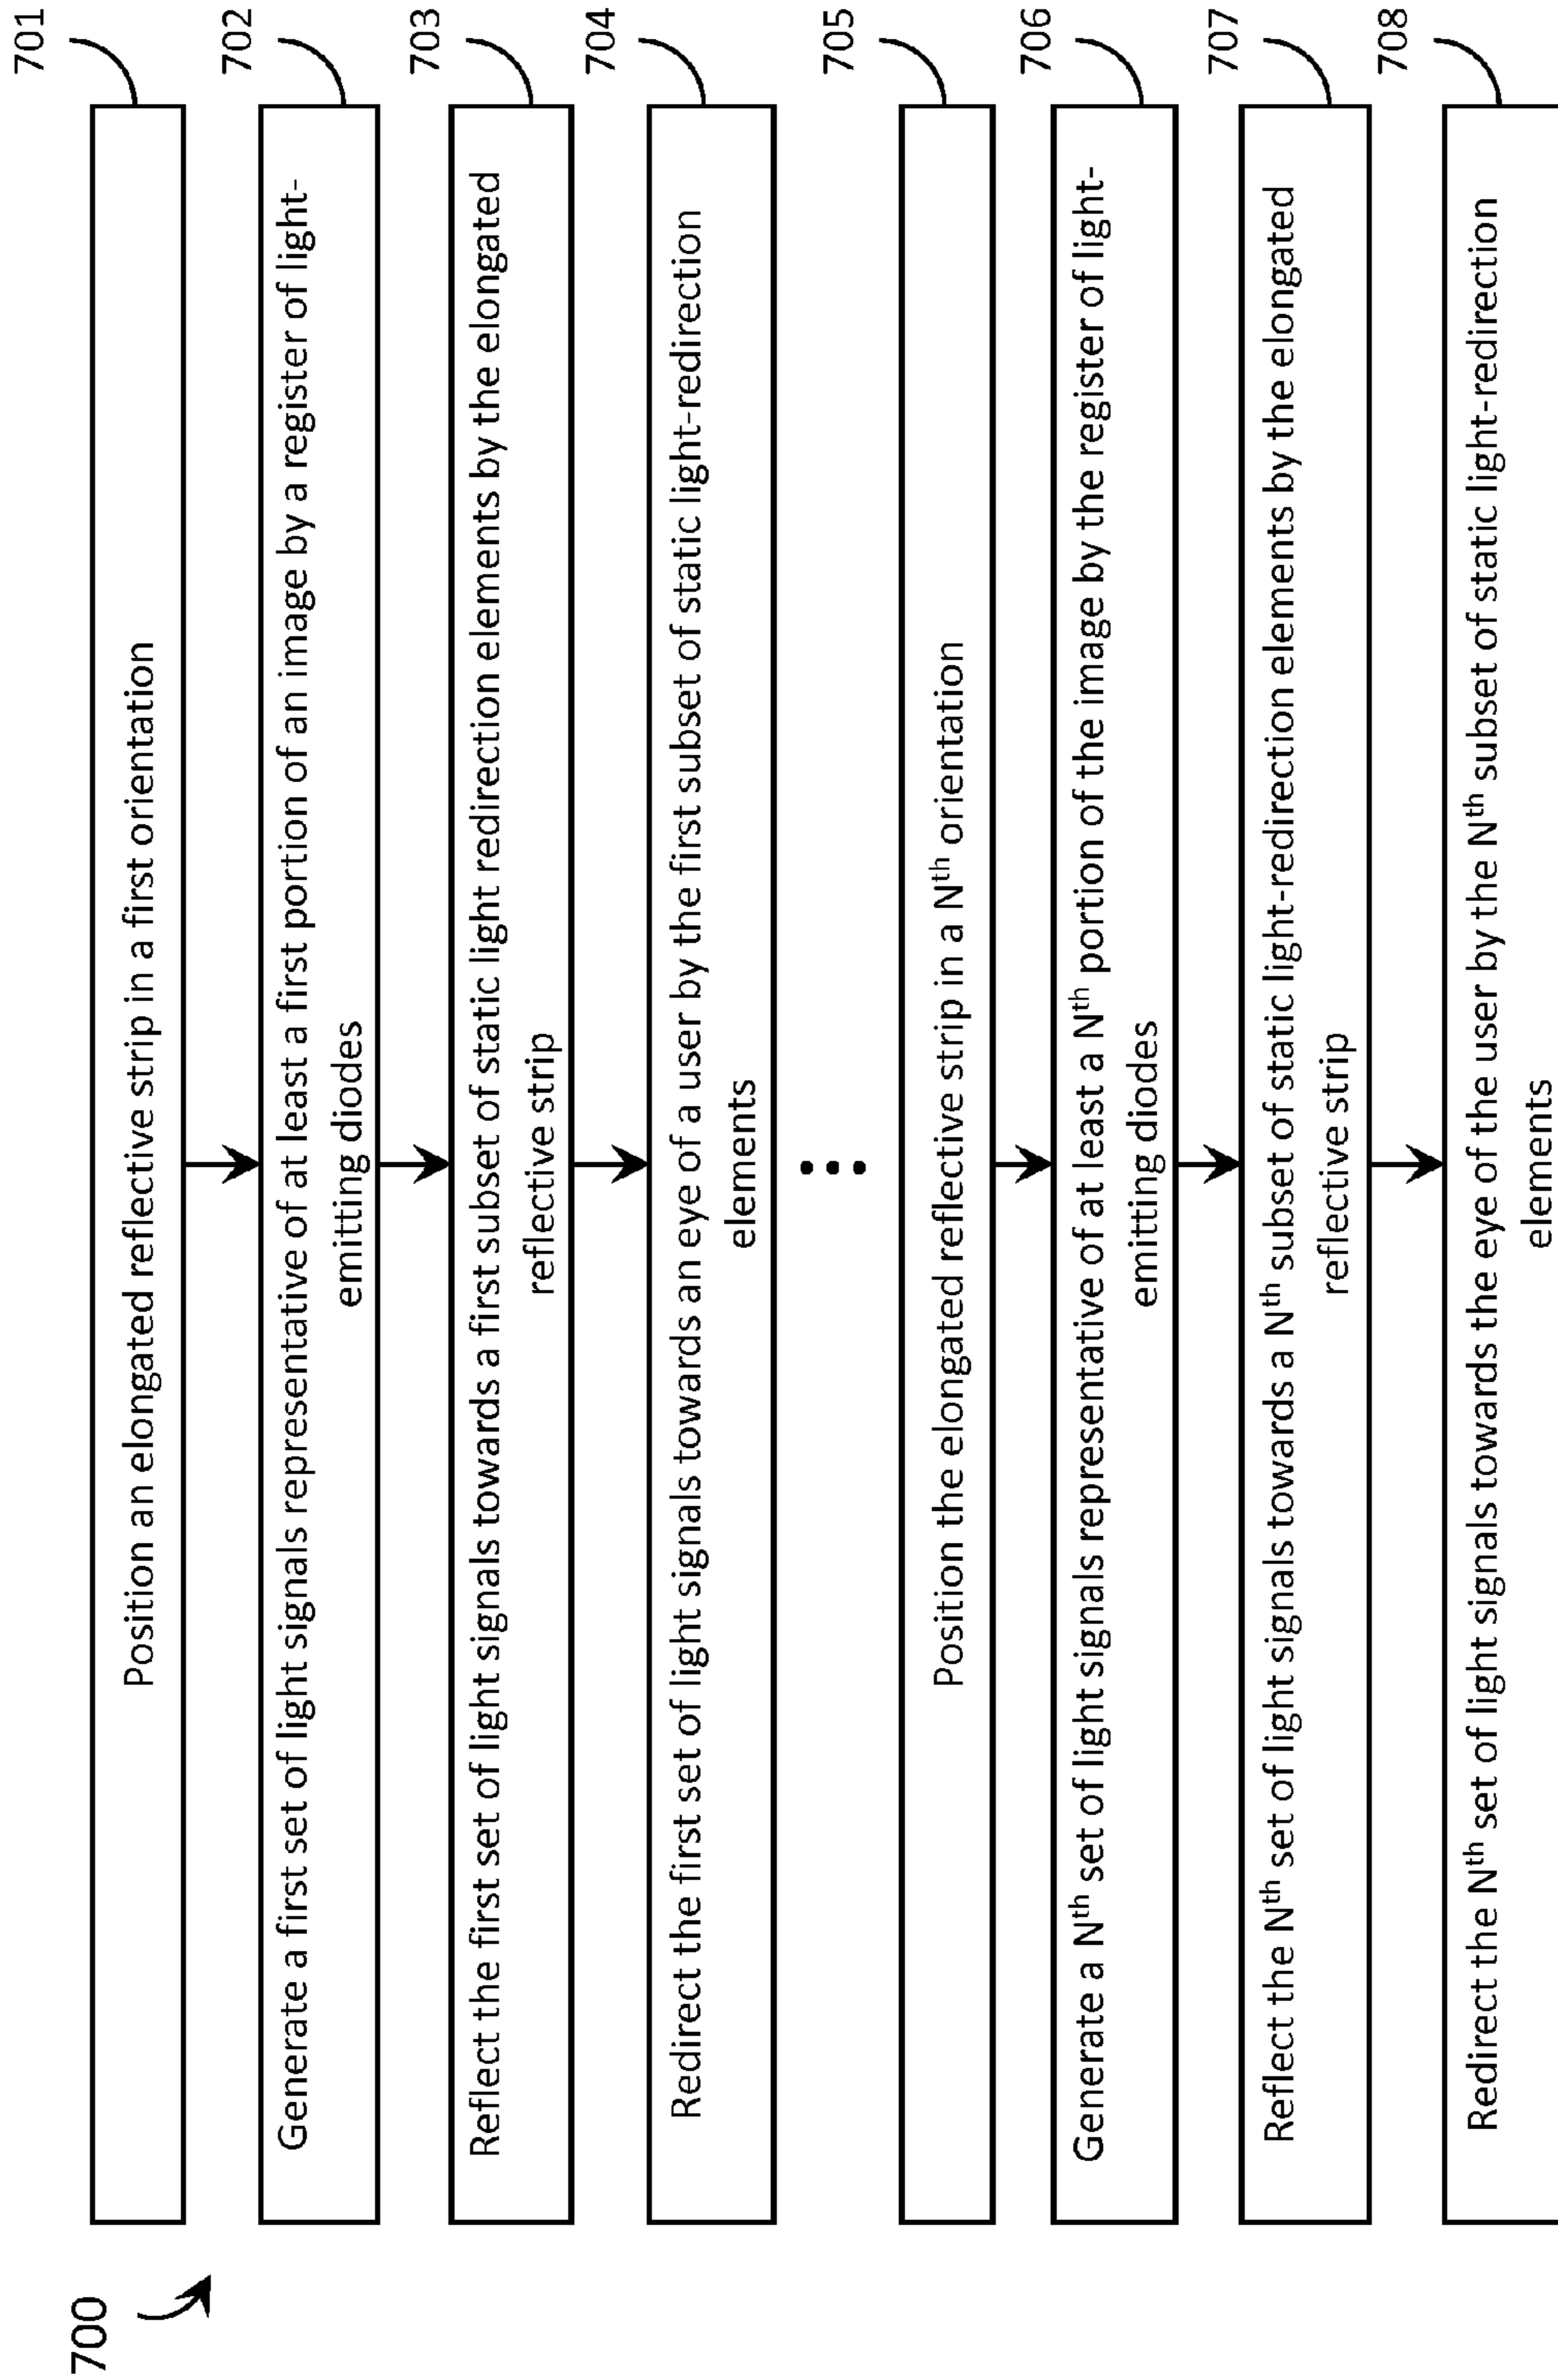 700
701
Position an elongated reflective strip in a first orientation
702
Generate a first set of light signals representative of at least a first portion of an image by a register of light-
emitting diodes
703
Reflect the first set of light signals towards a first subset of static light redirection elements by the elongated
reflective strip
704
Redirect the first set of light signals towards an eye of a user by the first subset of static light-redirection
elements
705
Position the elongated reflective strip in a Nth orientation
706
Generate a Nth set of light signals representative of at least a Nth portion of the image by the register of light-
emitting diodes
707
Reflect the Nth set of light signals towards a Nth subset of static light-redirection elements by the elongated
reflective strip
708
Redirect the Nth set of light signals towards the eye of the user by the Nth subset of static light-redirection
elements